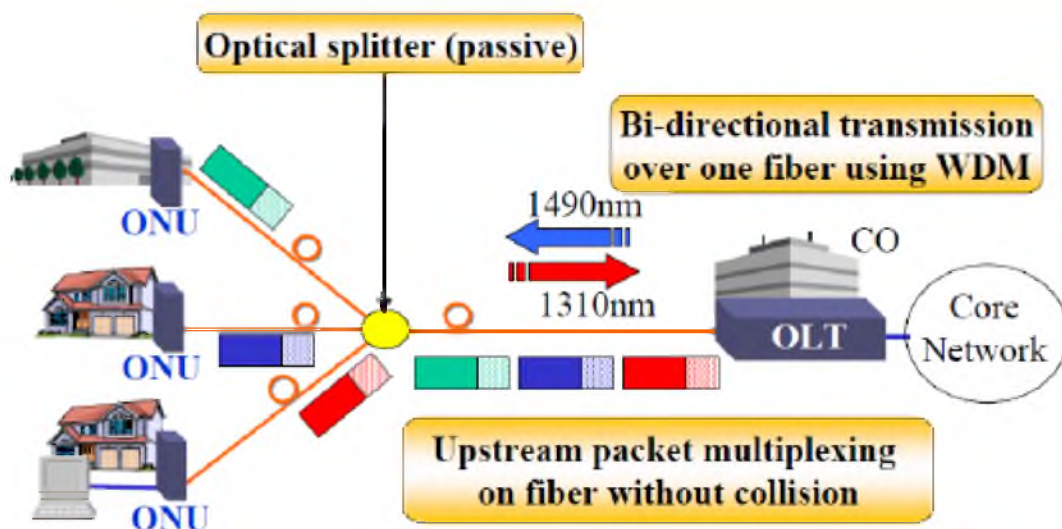 Optical splitter (passive)
Bi-directional transmission
over one fiber using WDM
1490nm
1310nm
CO
OLT
Core
Network
ONU
ONU
ONU
Upstream packet multiplexing
on fiber without collision